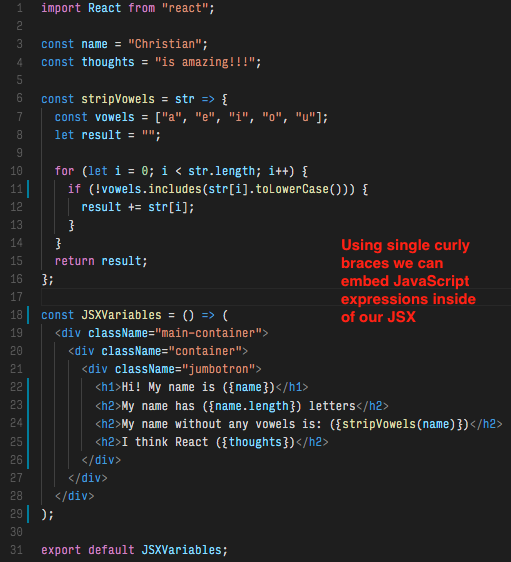 1 import React from "react";
2
3 const name = "Christian";
4 const thoughts = "is amazing!!!";
5
6 const stripVowels = str => {
7 const vowels = ["a", "e", "i", "o", "u"];
8 let result = "";
9
10 for (let i = 0; i < str.length; i++) {
11 if (!vowels.includes(str[i].toLowerCase())) {
12 result += str[i];
13 }
14 }
15 return result;
16 };
17
18 const JSXVariables = () => (
19 <div className="main-container">
20 <div className="container">
21 <div className="jumbotron">
22 <h1>Hi! My name is ({name})</h1>
23 <h2>My name has ({name.length}) letters</h2>
24 <h2>My name without any vowels is: ({stripVowels(name)})</h2>
25 <h2>I think React ({thoughts})</h2>
26 </div>
27 </div>
28 </div>
29 );
30
31 export default JSXVariables;
Using single curly
braces we can
embed JavaScript
expressions inside
of our JSX